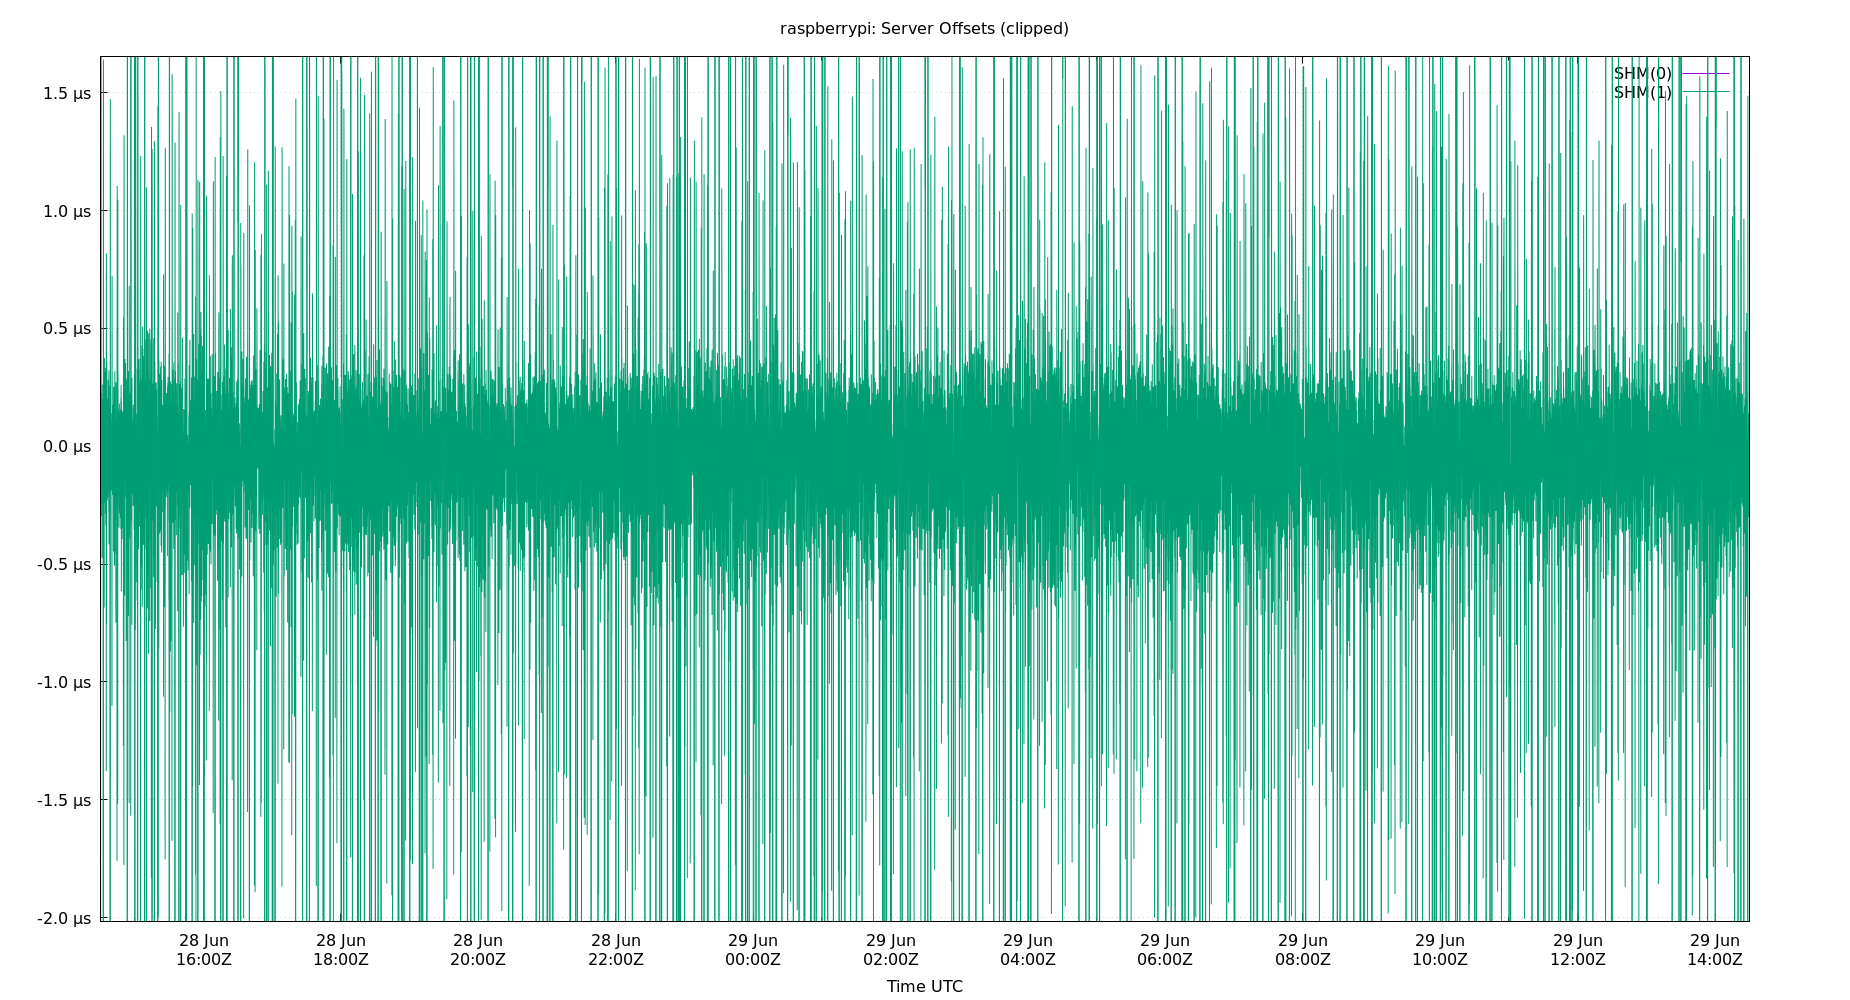 raspberrypi: Server Offsets (clipped)
SHM(0)
SHM(1)
1.5 µs
1.0 µs
0.5 µs
0.0 µs
-0.5 µs
-1.0 µs
-1.5 µs
-2.0 µs
28 Jun 28 Jun 28 Jun 28 Jun 29 Jun 29 Jun 29 Jun 29 Jun 29 Jun 29 Jun 29 Jun 29 Jun
16:00Z 18:00Z 20:00Z 22:00Z 00:00Z 02:00Z 04:00Z 06:00Z 08:00Z 10:00Z 12:00Z 14:00Z
Time UTC